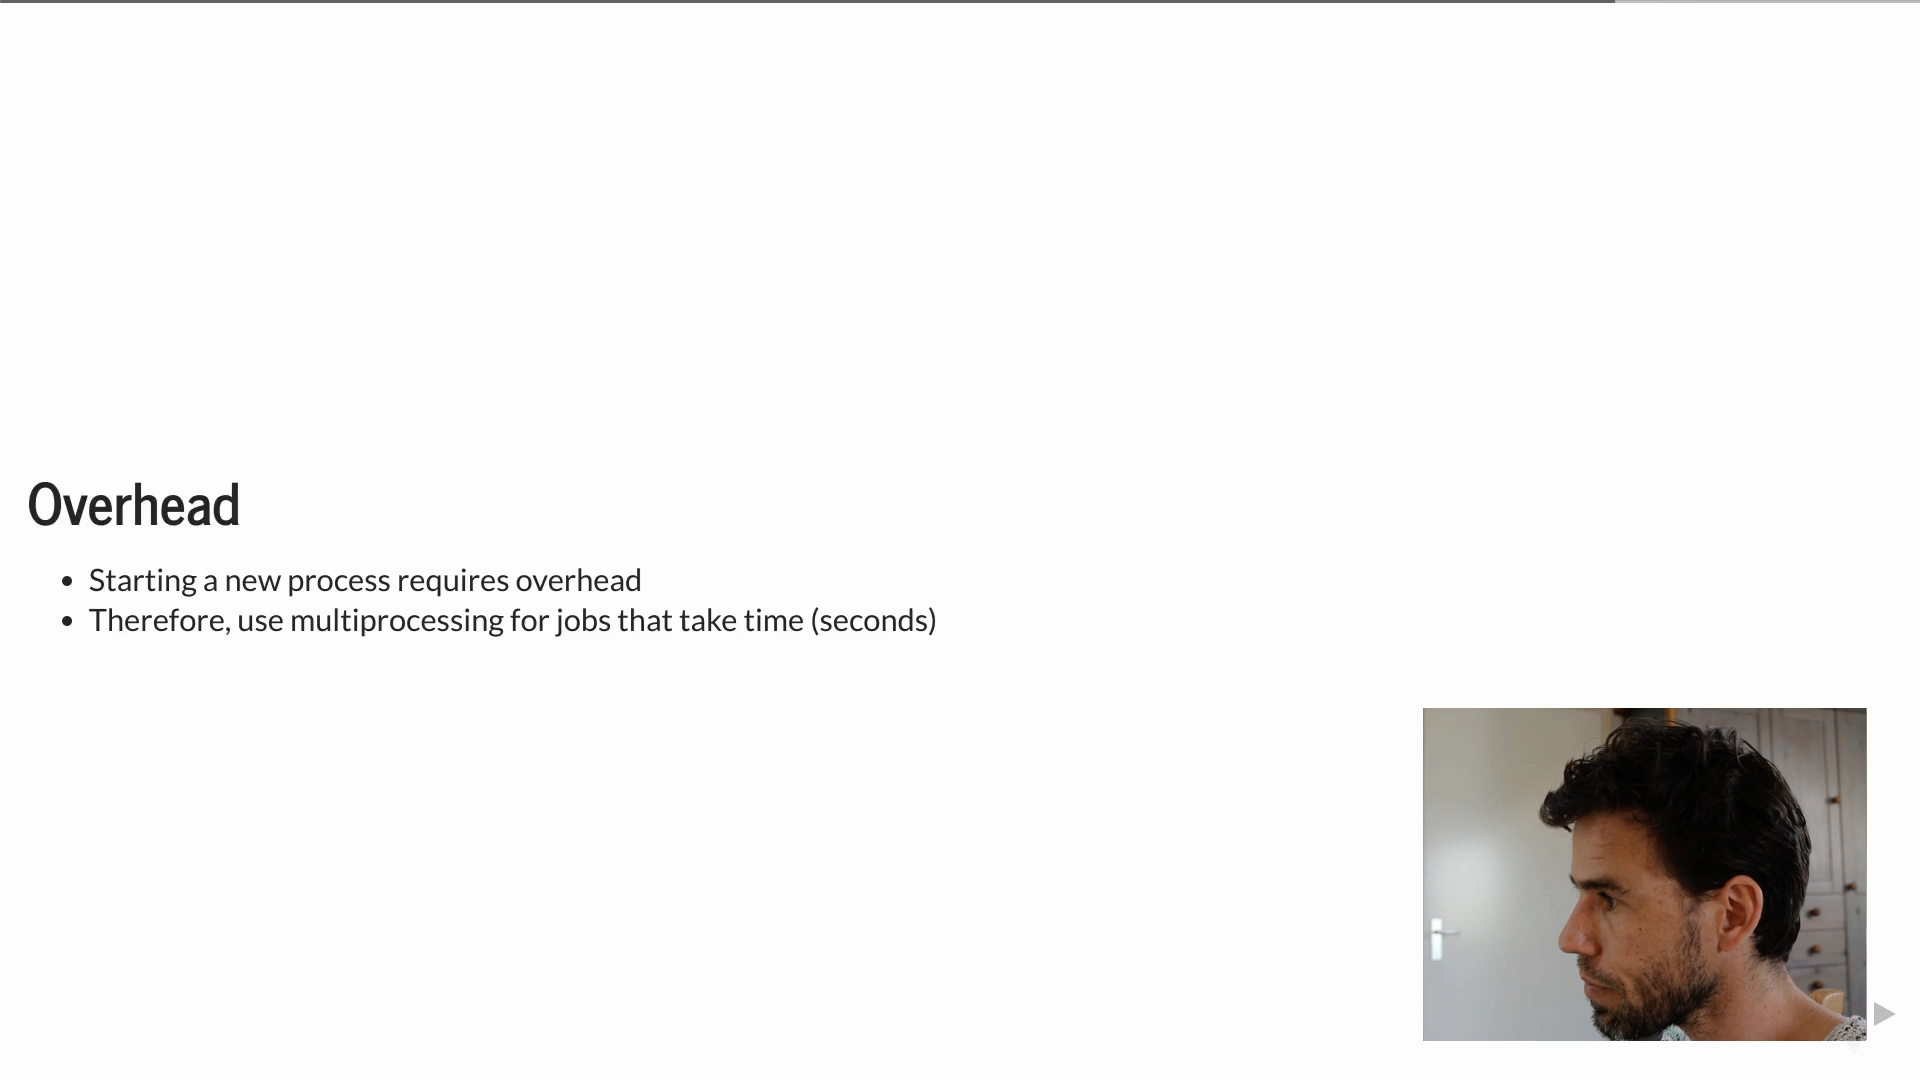 Overhead
• Starting a new process requires overhead
• Therefore, use multiprocessing for jobs that take time (seconds)